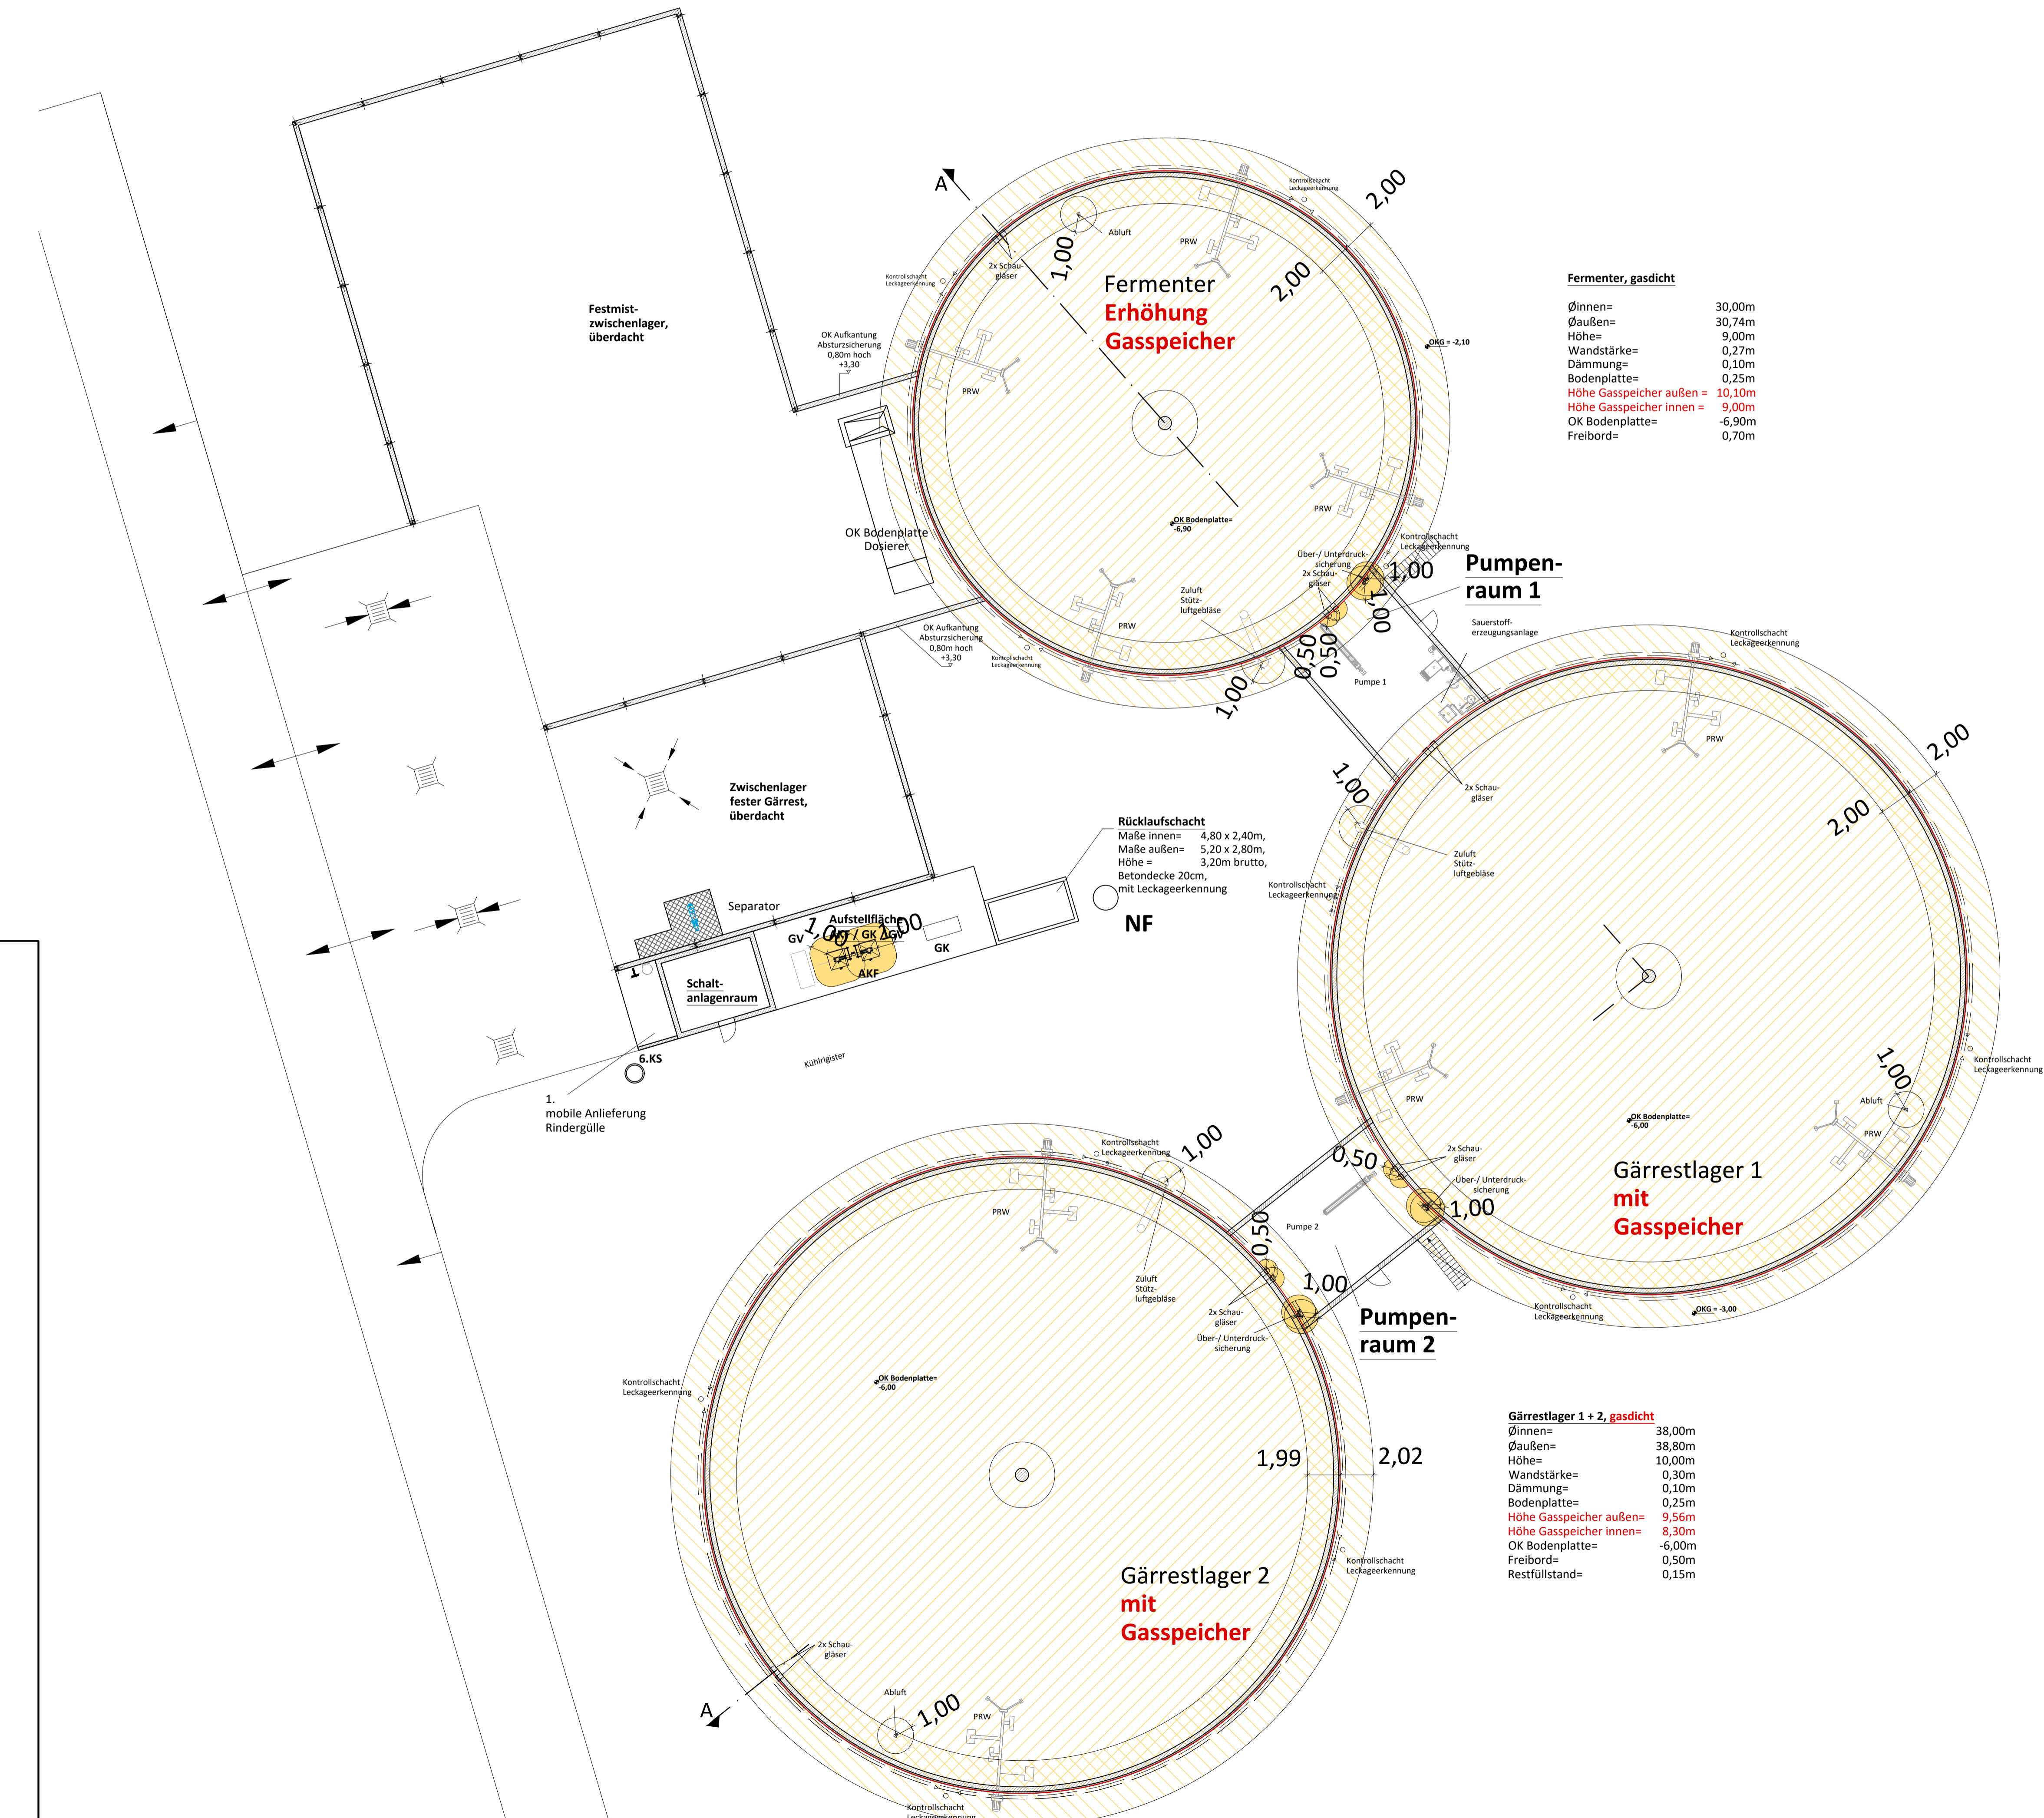 A
Kontrollschacht
Leckageerkennung
2,00
Abluft
PRW
1,00
2x Schau-
gläser
Kontrollschacht
Leckageerkennung
2,00
Fermenter
Erhöhung
Gasspeicher
Fermenter, gasdicht
Øinnen= 30,00m
Øaußen= 30,74m
Höhe= 9,00m
Wandstärke= 0,27m
Dämmung= 0,10m
Bodenplatte= 0,25m
Höhe Gasspeicher außen = 10,10m
Höhe Gasspeicher innen = 9,00m
OK Bodenplatte= -6,90m
Freibord= 0,70m
Festmist-
zwischenlager,
überdacht
OK Aufkantung
Absturzsicherung
0,80m hoch
+3,30
OKG = -2,10
PRW
PRW
OK Bodenplatte=
-6,90
OK Bodenplatte
Dosierer
Kontrollschacht
Leckageerkennung
Über-/ Unterdruck-
sicherung
2x Schau-
gläser
1,00
1,00
Pumpen-
raum 1
Zuluft
Stütz-
luftgebläse
PRW
OK Aufkantung
Absturzsicherung
0,80m hoch
+3,30
Kontrollschacht
Leckageerkennung
0,50
0,50
1,00
Pumpe 1
Sauerstoff-
erzeugungsanlage
Kontrollschacht
Leckageerkennung
PRW
2,00
2,00
2x Schau-
gläser
1,00
Zuluft
Stütz-
luftgebläse
Kontrollschacht
Leckageerkennung
Zwischenlager
fester Gärrest,
überdacht
Rücklaufschacht
Maße innen= 4,80 x 2,40m,
Maße außen= 5,20 x 2,80m,
Höhe = 3,20m brutto,
Betondecke 20cm,
mit Leckageerkennung
NF
Separator
Aufstellfläche
AKF / GK / GV
1,00
1,00
GV
GK
AKF
Schalt-
anlagenraum
6.KS
Kühlrigister
1.
mobile Anlieferung
Rindergülle
Kontrollschacht
Leckageerkennung
1,00
Abluft
PRW
PRW
OK Bodenplatte=
-6,00
Gärrestlager 1
mit
Gasspeicher
2x Schau-
gläser
0,50
Über-/ Unterdruck-
sicherung
1,00
Kontrollschacht
Leckageerkennung
1,00
PRW
Pumpe 2
0,50
Zuluft
Stütz-
luftgebläse
1,00
2x Schau-
gläser
Über-/ Unterdruck-
sicherung
Pumpen-
raum 2
Kontrollschacht
Leckageerkennung
OKG = -3,00
Kontrollschacht
Leckageerkennung
OK Bodenplatte=
-6,00
1,99
2,02
Gärrestlager 1 + 2, gasdicht
Øinnen= 38,00m
Øaußen= 38,80m
Höhe= 10,00m
Wandstärke= 0,30m
Dämmung= 0,10m
Bodenplatte= 0,25m
Höhe Gasspeicher außen= 9,56m
Höhe Gasspeicher innen= 8,30m
OK Bodenplatte= -6,00m
Freibord= 0,50m
Restfüllstand= 0,15m
Kontrollschacht
Leckageerkennung
Gärrestlager 2
mit
Gasspeicher
2x Schau-
gläser
A
Abluft
1,00
PRW
Kontrollschacht
Leckageerkennung